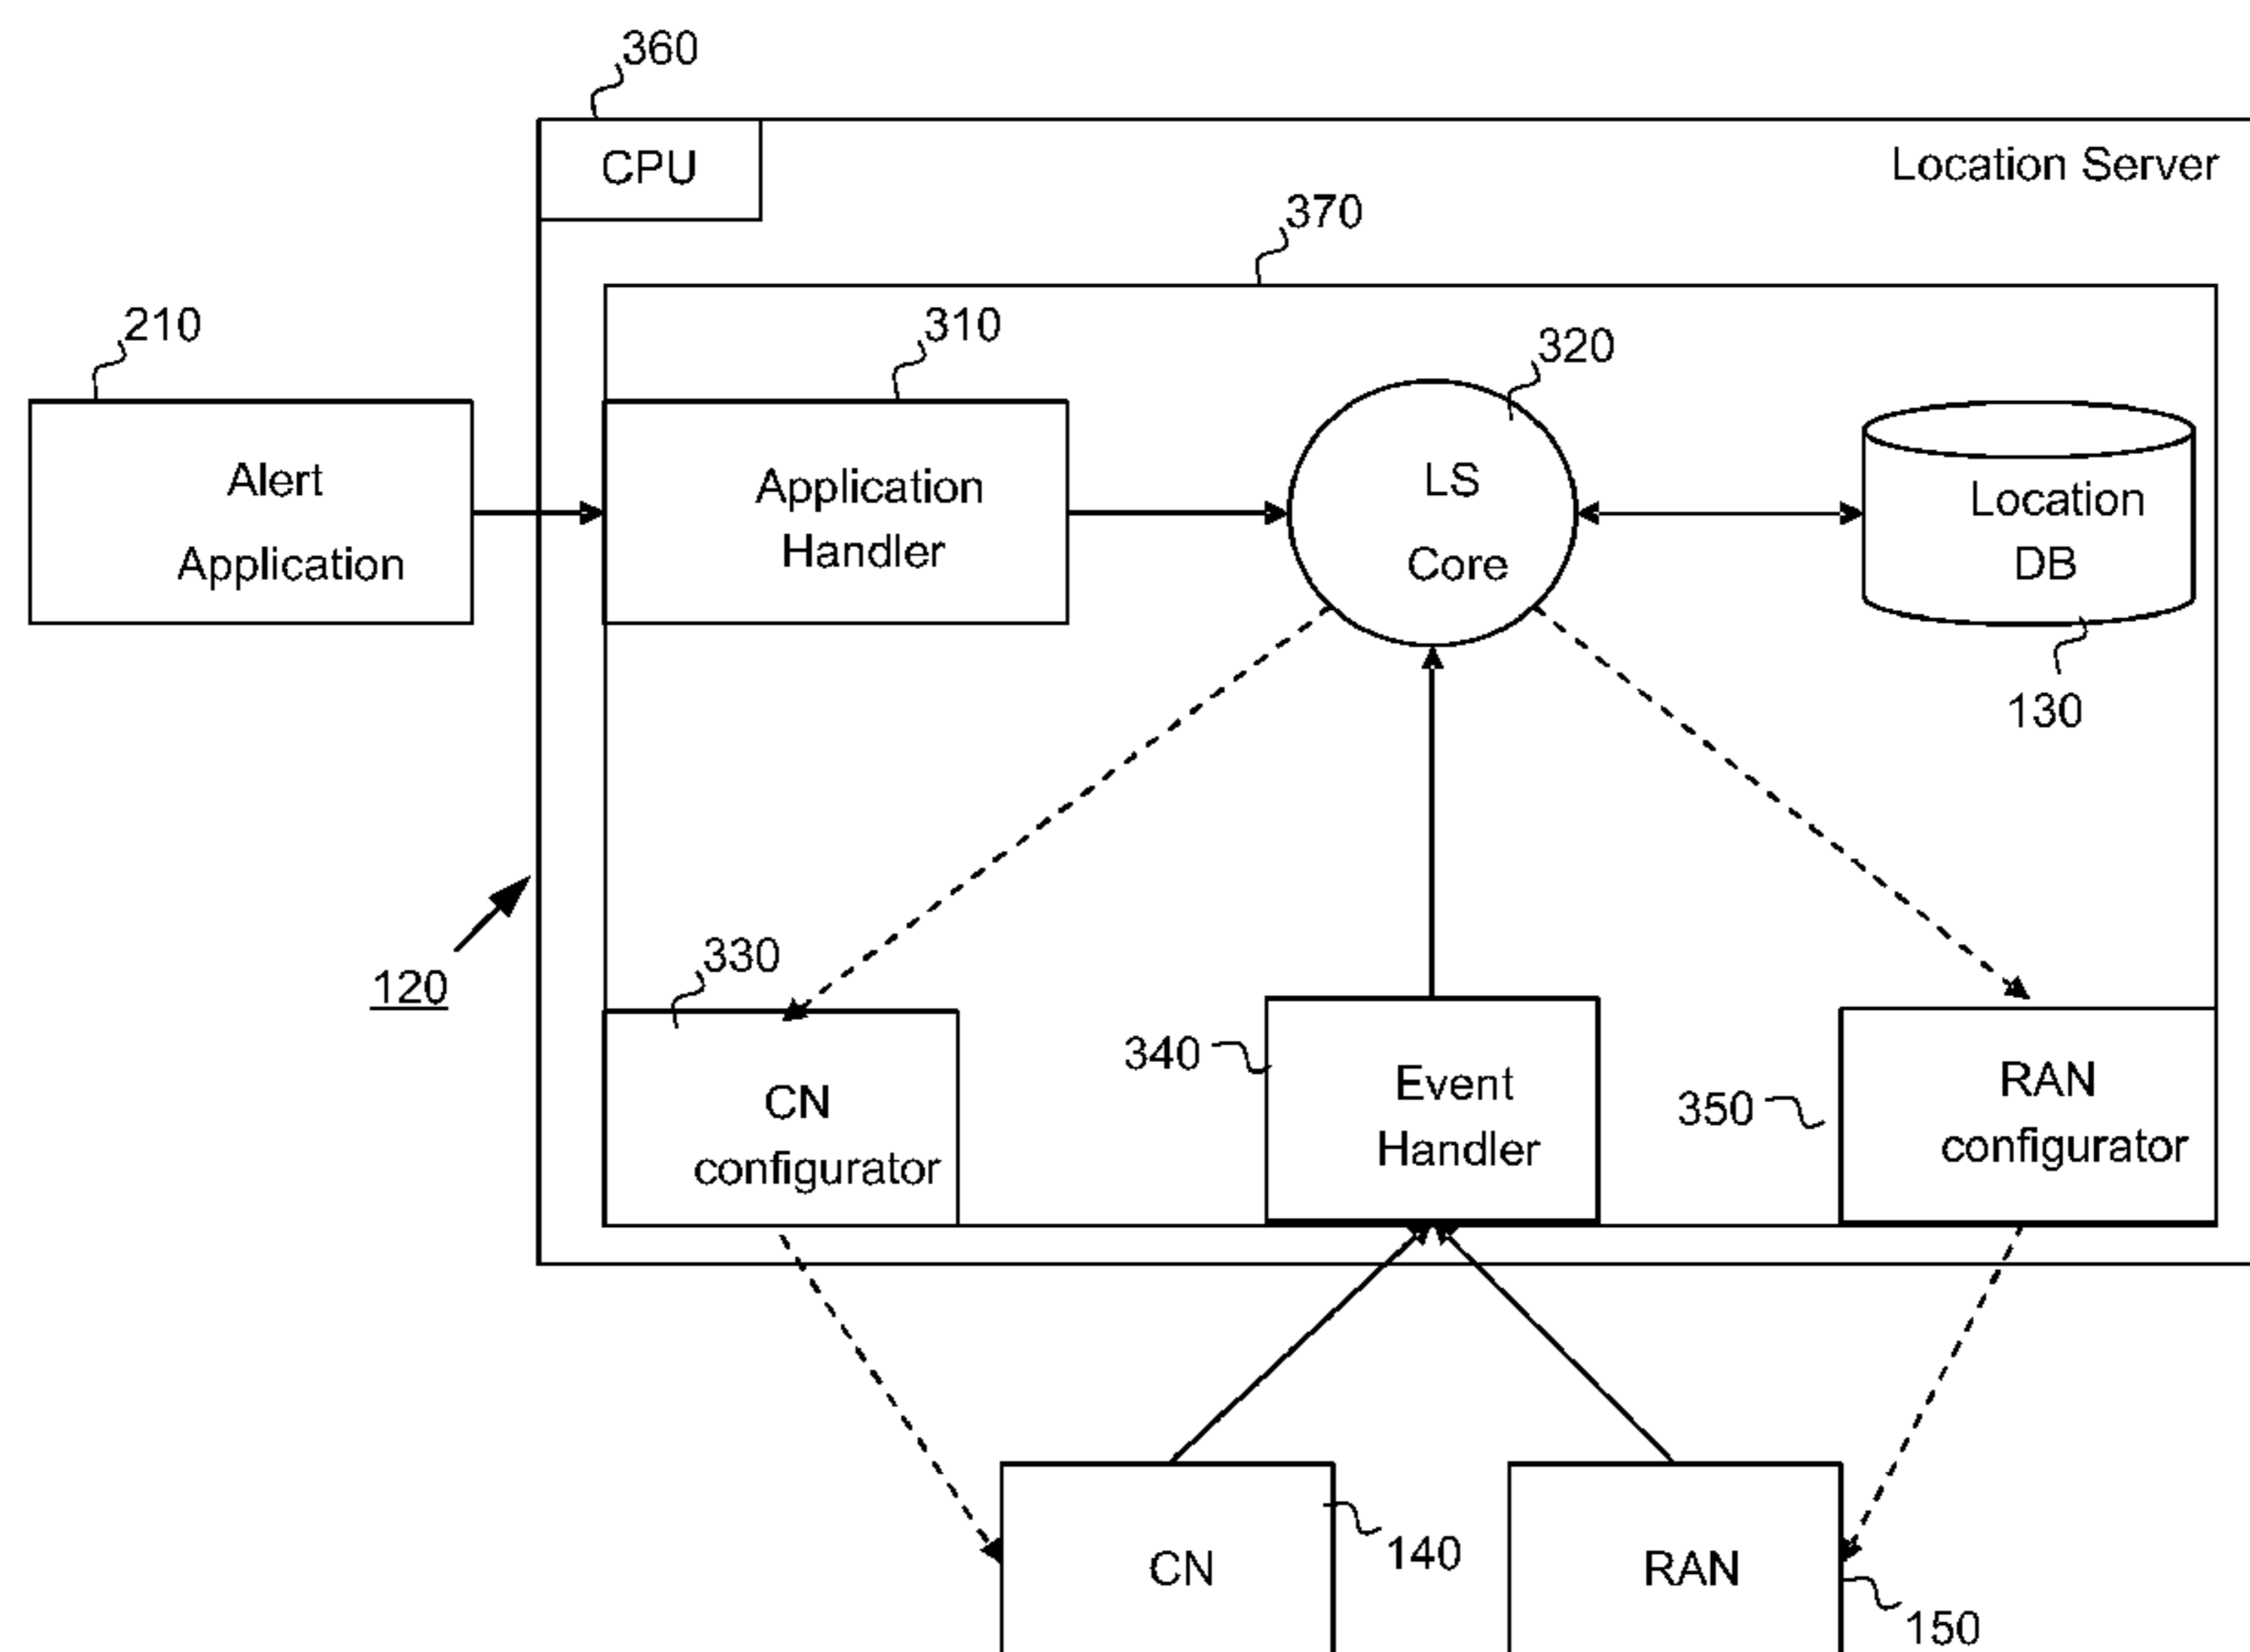 360
CPU
Location Server
370
210
310
320
Alert
Application
Application
Handler
LS
Core
Location
DB
130
120
330
340
350
CN
configurator
Event
Handler
RAN
configurator
CN
140
RAN
150